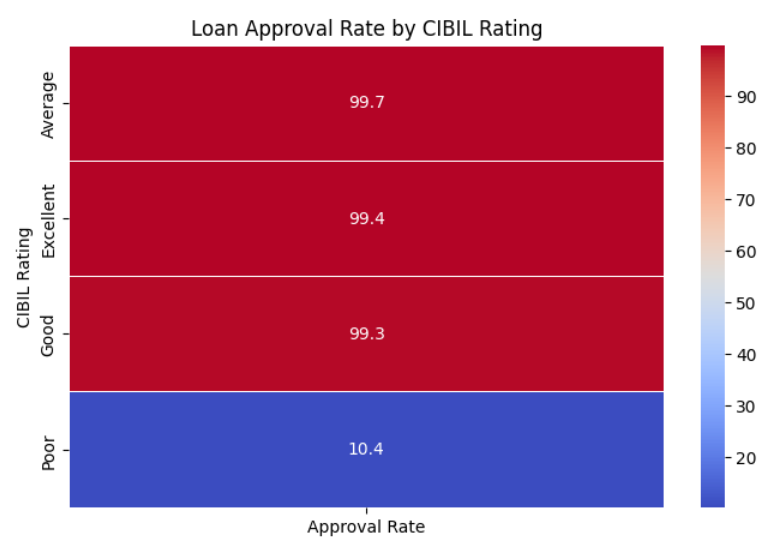 Loan Approval Rate by CIBIL Rating
CIBIL Rating
Average
99.7
Excellent
99.4
Good
99.3
Poor
10.4
Approval Rate
90
80
70
60
50
40
30
20